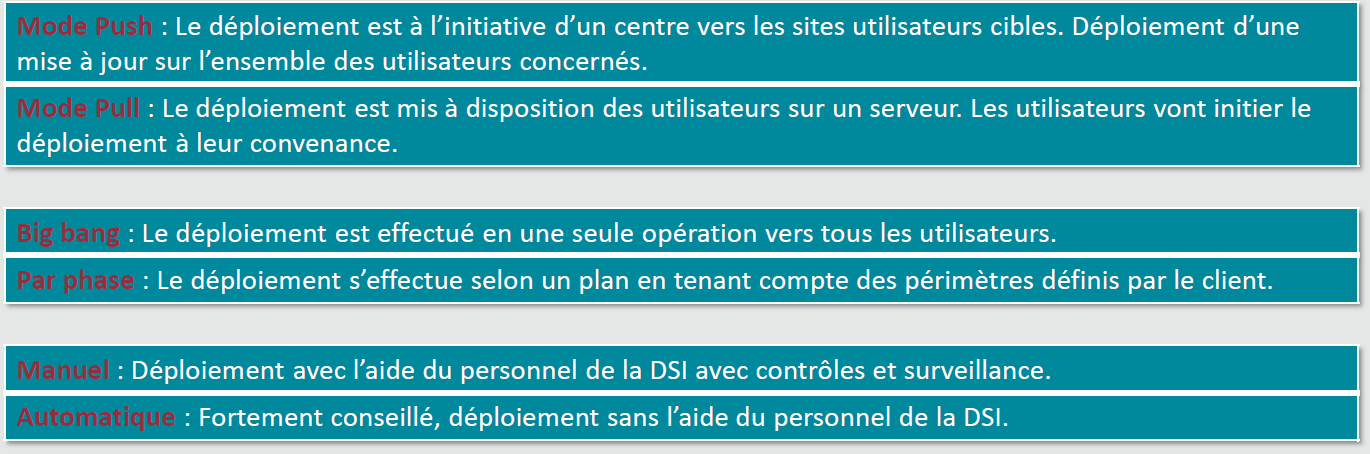 Mode Push : Le déploiement est à l’initiative d’un centre vers les sites utilisateurs cibles. Déploiement d’une
mise à jour sur l’ensemble des utilisateurs concernés.
Mode Pull : Le déploiement est mis à disposition des utilisateurs sur un serveur. Les utilisateurs vont initier le
déploiement à leur convenance.
Big bang : Le déploiement est effectué en une seule opération vers tous les utilisateurs.
Par phase : Le déploiement s’effectue selon un plan en tenant compte des périmètres définis par le client.
Manuel : Déploiement avec l’aide du personnel de la DSI avec contrôles et surveillance.
Automatique : Fortement conseillé, déploiement sans l’aide du personnel de la DSI.